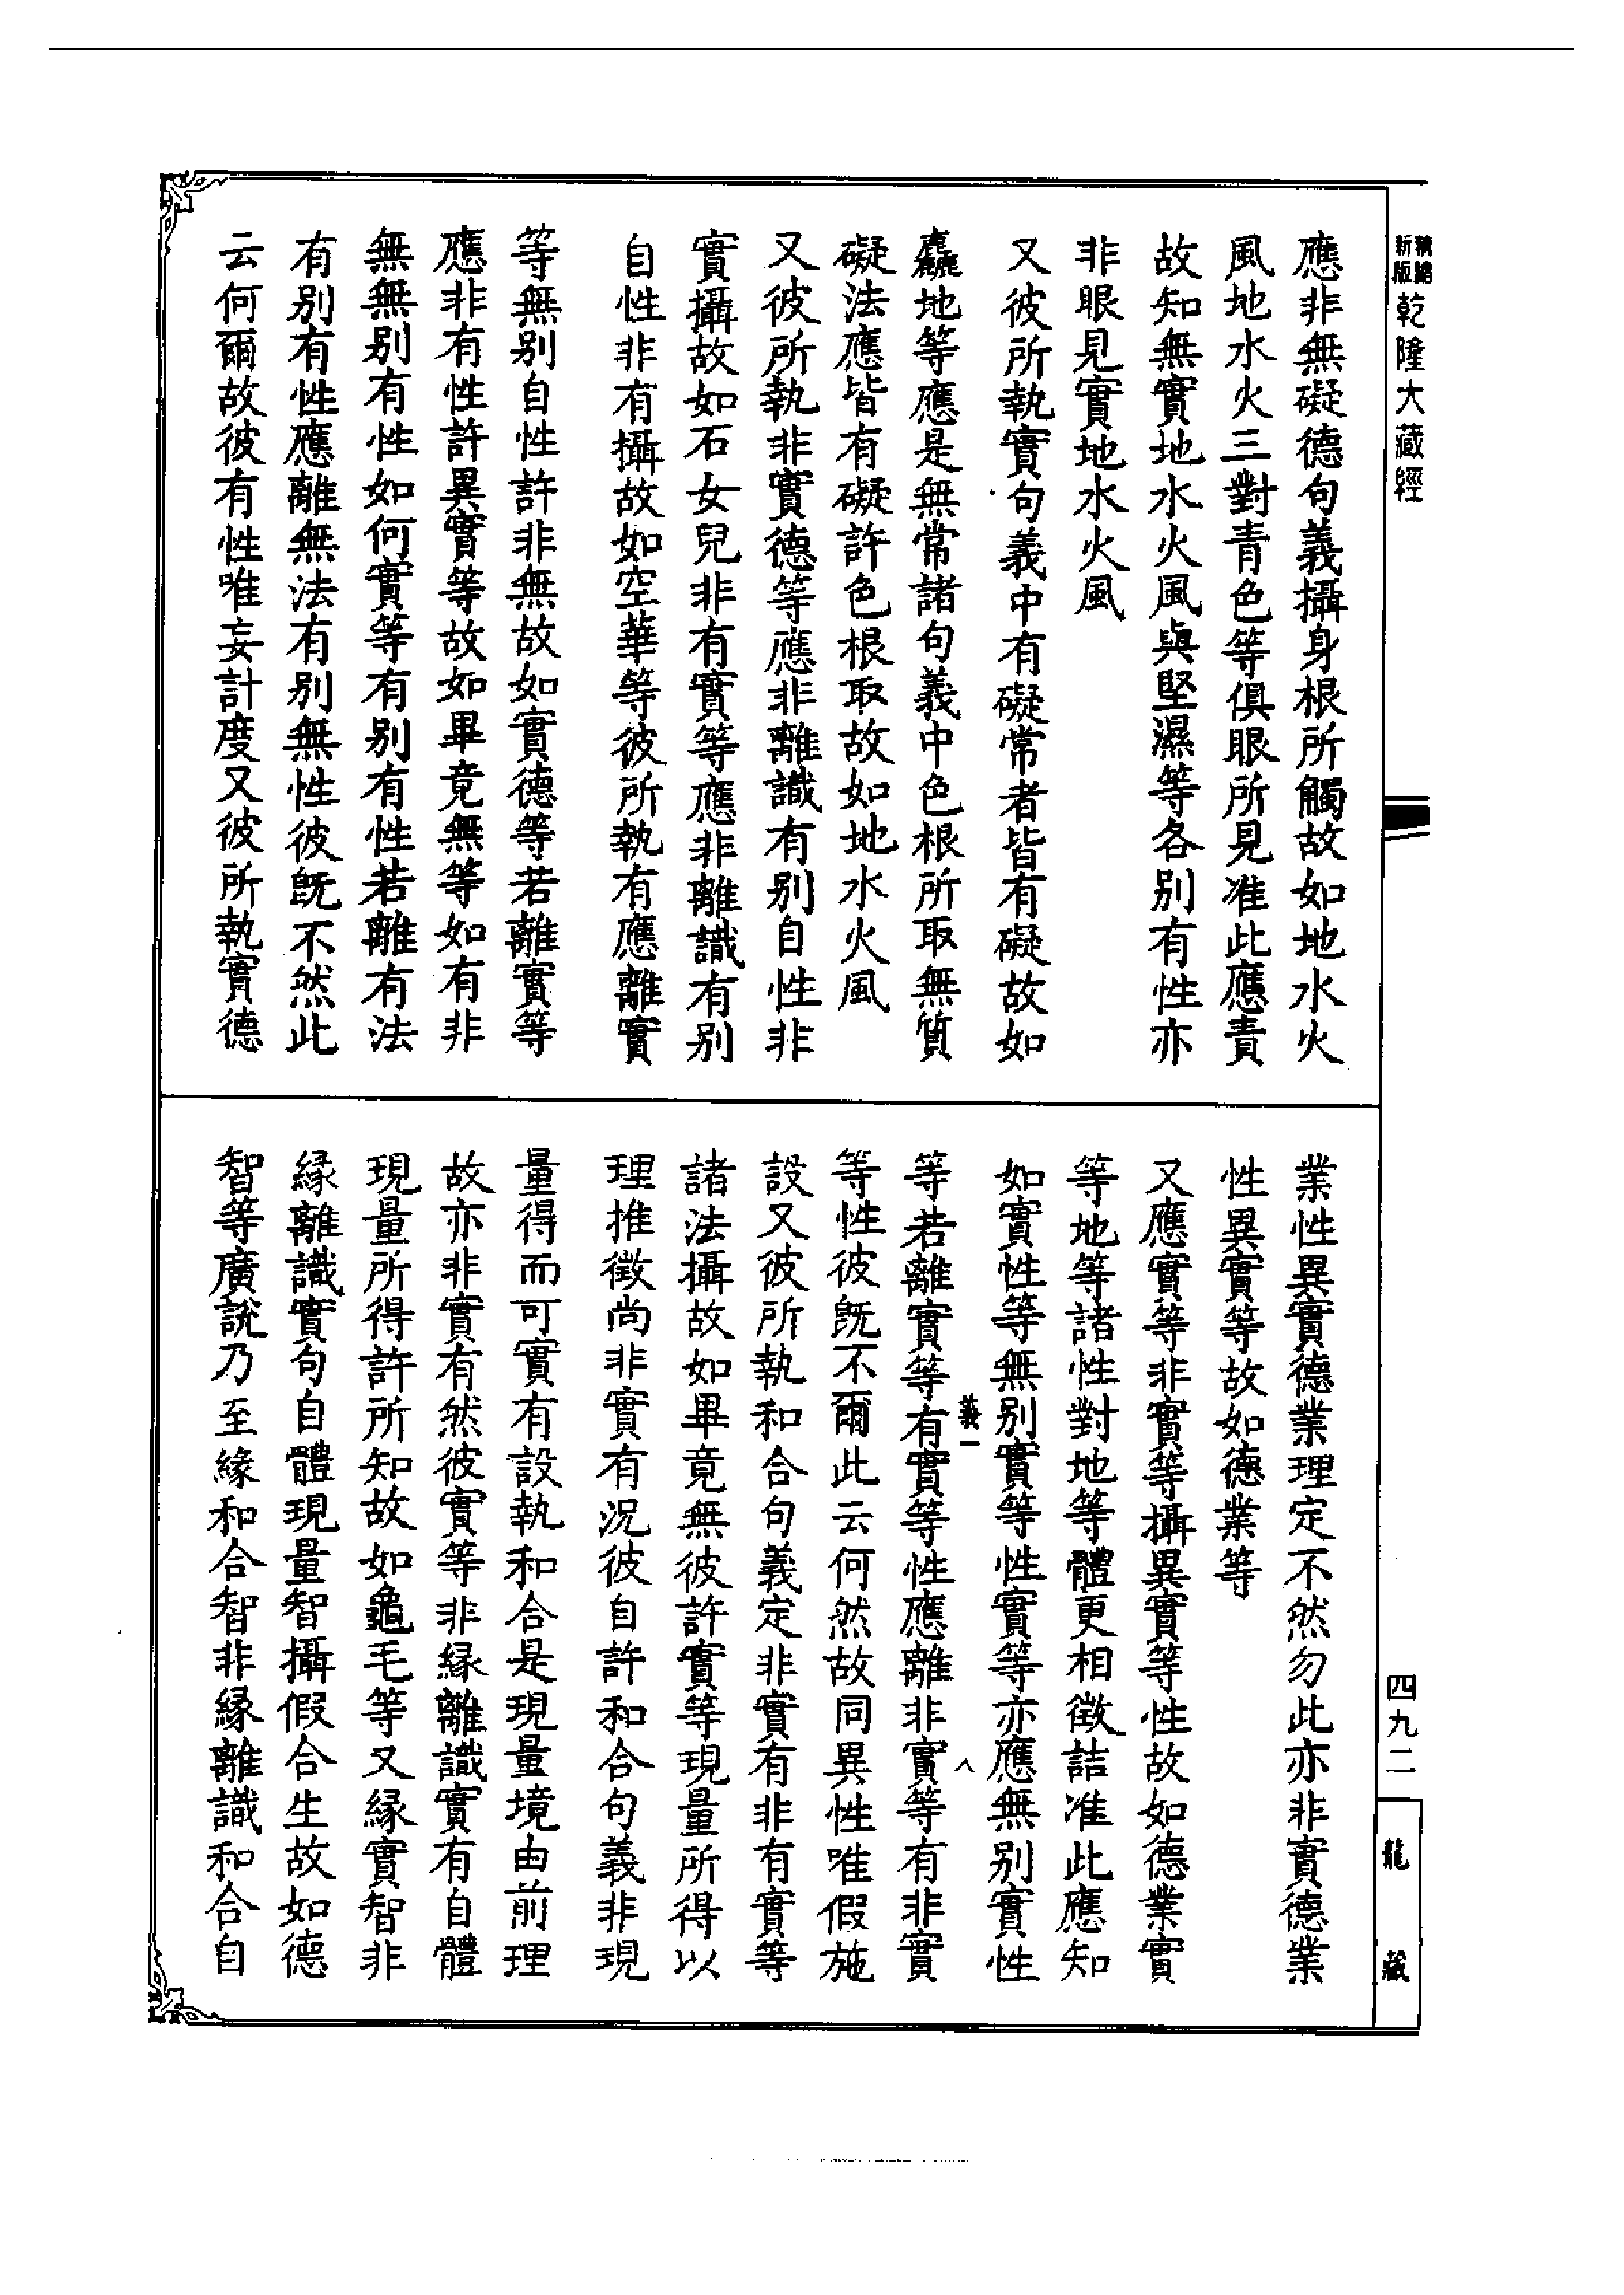 新版精編
乾隆大藏經
四九二
龍藏
應非無礙德句義攝身根所觸故如地水火
風地水火三對青色等俱眼所見准此應責
故知無實地水火風與堅濕等各別有性亦
非眼見實地水火風
又彼所執實句義中有礙常者皆有礙故如
麤地等應是無常諸句義中色根所取無質
礙法應皆有礙許色根取故如地水火風
又彼所執非實德等應非離識有別自性非
實攝故如石女兒非有實等應非離識有別
自性非有攝故如空華等彼所執有應離實
等無別自性許非無故如實德等若離實等
應非有性許異實等故如畢竟無等如有非
無無別有性如何實等有別有性若離有法
有別有性應離無法有別無性彼既不然此
云何爾故彼有性唯妄計度又彼所執實德
業性異實德業理定不然勿此亦非實德業
性異實等故如德業等
又應實等非實等攝異實等性故如德業實
等地等諸性對地等體更相徵詰准此應知
如實性等無別實等性實等亦應無別實性
義一
八
等若離實等有實等性應離非實等有非實
等性彼既不爾此云何然故同異性唯假施
設又彼所執和合句義定非實有非有實等
諸法攝故如畢竟無彼許實等現量所得以
理推徵尚非實有況彼自許和合句義非現
量得而可實有設執和合是現量境由前理
故亦非實有然彼實等非緣離識實有自體
現量所得許所知故如龜毛等又緣實智非
緣離識實句自體現量智攝假合生故如德
智等廣說乃至緣和合智非緣離識和合自